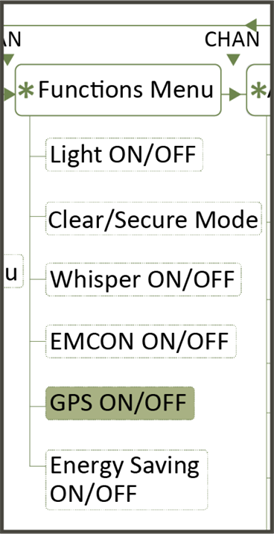 AN
CHAN
* Functions Menu
*
Light ON/OFF
Clear/Secure Mode
Whisper ON/OFF
u
EMCON ON/OFF
GPS ON/OFF
Energy Saving
ON/OFF